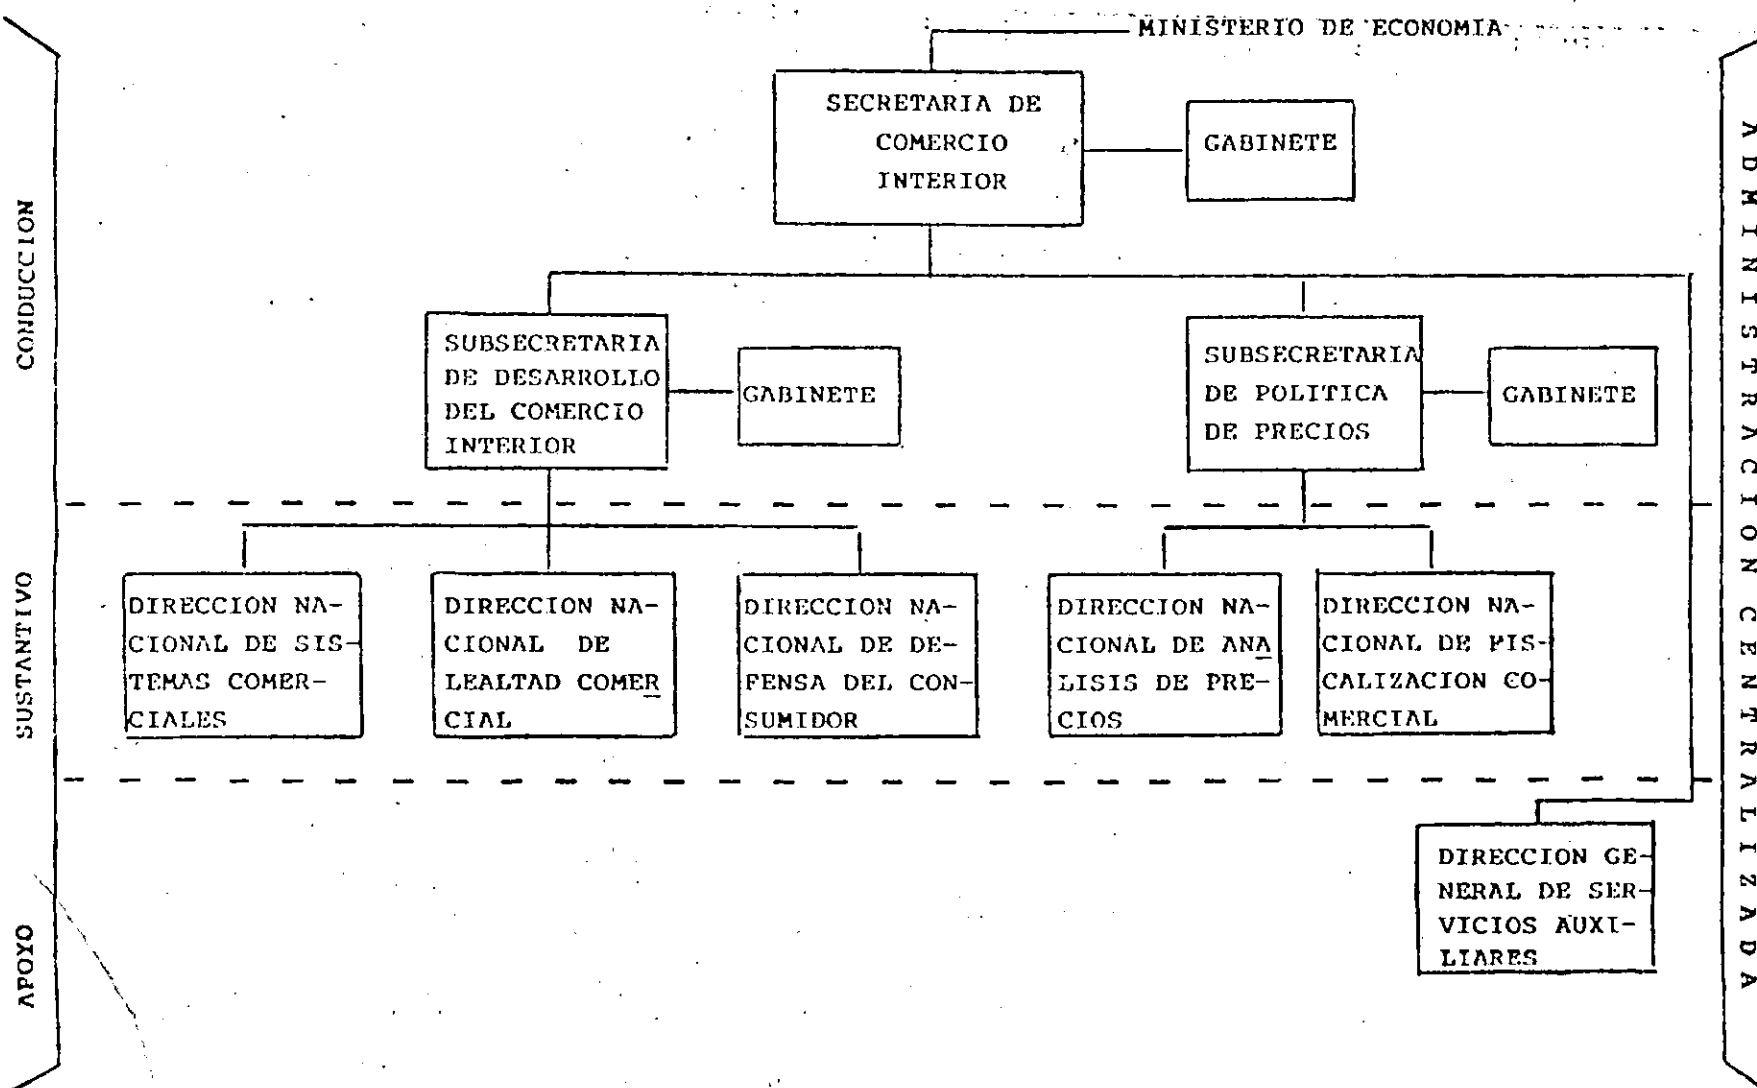 MINISTERIO DE ECONOMIA
SECRETARIA DE
COMERCIO
INTERIOR
GABINETE
CONDUCCION
SUBSECRETARIA
DE DESARROLLO
DEL COMERCIO
INTERIOR
GABINETE
SUBSECRETARIA
DE POLITICA
DE PRECIOS
GABINETE
SUSTANTIVO
DIRECCION NA-
CIONAL DE SIS-
TEMAS COMER-
CIALES
DIRECCION NA-
CIONAL DE
LEALTAD COMER
CIAL
DIRECCION NA-
CIONAL DE DE-
FENSA DEL CON-
SUMIDOR
DIRECCION NA-
CIONAL DE ANA
LISIS DE PRE-
CIOS
DIRECCION NA-
CIONAL DE FIS-
CALIZACION CO-
MERCIAL
APOYO
DIRECCION GE-
NERAL DE SER-
VICIOS AUXI-
LIARES
ADMINISTRACION CENTRALIZADA